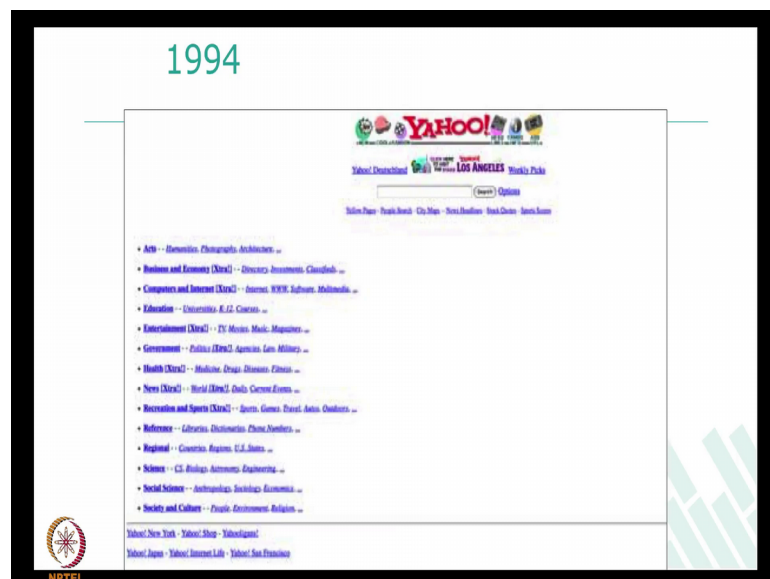 1994
YAHOO!
Yahoo! Deutschland CLICK HERE Yahoo! LOS ANGELES Weekly Picks
Search Options
Yellow Pages - People Search - City Maps - News Headlines - Stock Quotes - Sports Scores
• Arts - - Humanities, Photography, Architecture, ...
• Business and Economy [Xtra!] - - Directory, Investments, Classifieds, ...
• Computers and Internet [Xtra!] - - Internet, WWW, Software, Multimedia, ...
• Education - - Universities, K-12, Courses, ...
• Entertainment [Xtra!] - - TV, Movies, Music, Magazines, ...
• Government - - Politics [Xtra!], Agencies, Law, Military, ...
• Health [Xtra!] - - Medicine, Drugs, Diseases, Fitness, ...
• News [Xtra!] - - World [Xtra!], Daily, Current Events, ...
• Recreation and Sports [Xtra!] - - Sports, Games, Travel, Autos, Outdoors, ...
• Reference - - Libraries, Dictionaries, Phone Numbers, ...
• Regional - - Countries, Regions, U.S. States, ...
• Science - - CS, Biology, Astronomy, Engineering, ...
• Social Science - - Anthropology, Sociology, Economics, ...
• Society and Culture - - People, Environment, Religion, ...
Yahoo! New York - Yahoo! Shop - Yahooligans!
Yahoo! Japan - Yahoo! Internet Life - Yahoo! San Francisco
NPTEL